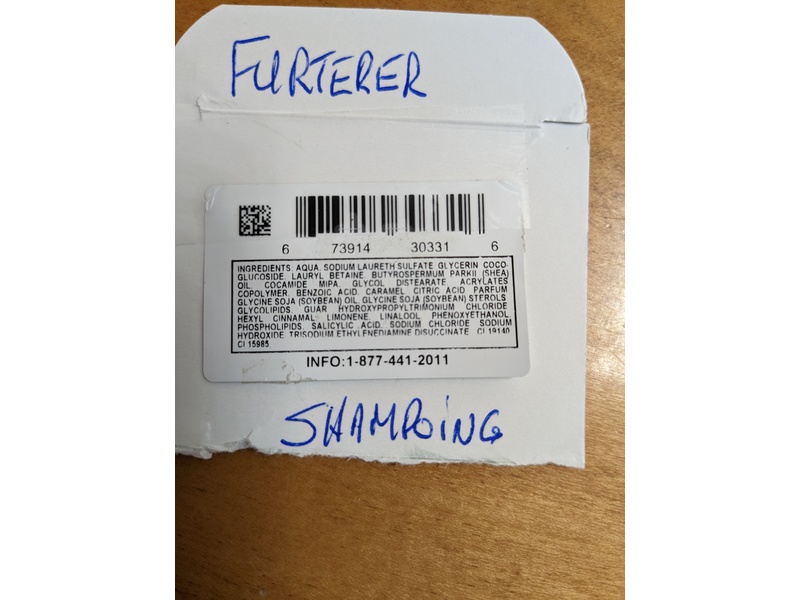 FURTERER
6 73914 30331 6
INGREDIENTS: AQUA. SODIUM LAURETH SULFATE GLYCERIN COCO-
GLUCOSIDE. LAURYL BETAINE. BUTYROSPERMUM PARKII (SHEA)
OIL. COCAMIDE MIPA. GLYCOL DISTEARATE ACRYLATES
COPOLYMER. BENZOIC ACID. CARAMEL CITRIC ACID. PARFUM
GLYCINE SOJA (SOYBEAN) OIL. GLYCINE SOJA (SOYBEAN) STEROLS
GLYCOLIPIDS. GUAR HYDROXYPROPYLTRIMONIUM CHLORIDE
HEXYL CINNAMAL. LIMONENE. LINALOOL PHENOXYETHANOL.
PHOSPHOLIPIDS. SALICYLIC ACID. SODIUM CHLORIDE SODIUM
HYDROXIDE TRISODIUM ETHYLENEDIAMINE DISUCCINATE. CI 19140
CI 15985
INFO:1-877-441-2011
SHAMPOING